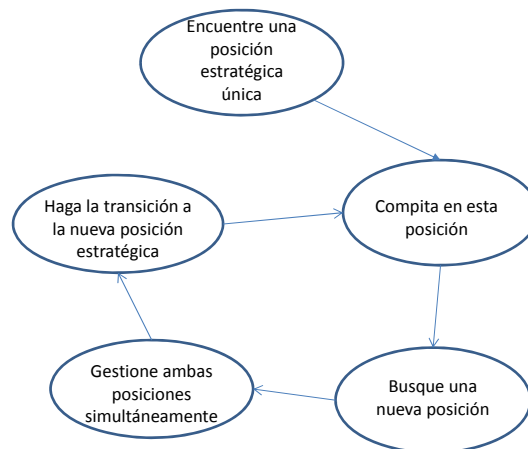 Encuentre una
posición
estratégica
única
Compita en esta
posición
Busque una
nueva posición
Gestione ambas
posiciones
simultáneamente
Haga la transición a
la nueva posición
estratégica